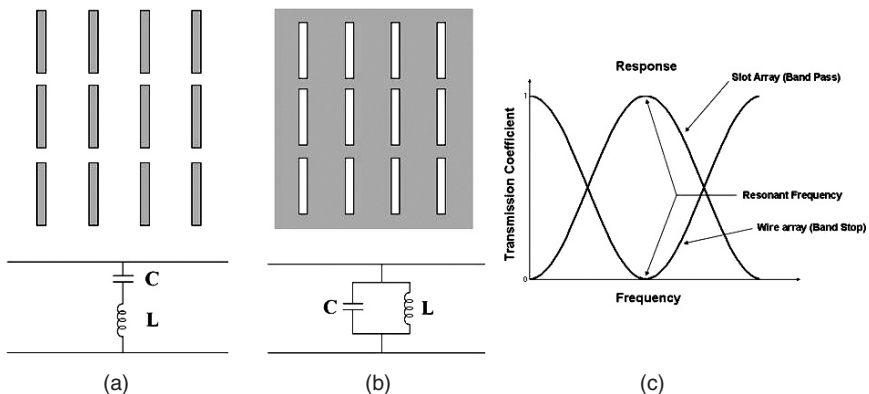 C
L
(a)
C
L
(b)
Response
Slot Array (Band Pass)
1
Transmission Coefficient
Resonant Frequency
Wire array (Band Stop)
0
Frequency
(c)